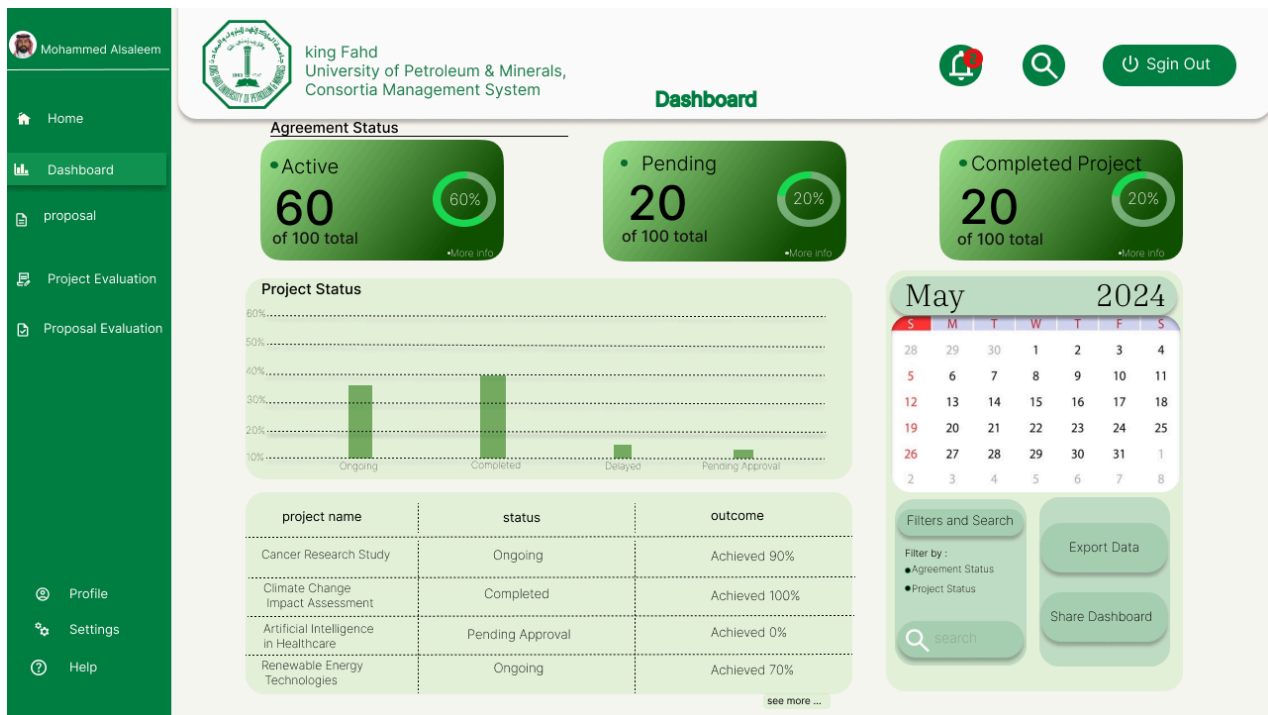 Mohammed Alsaleem
Home
Dashboard
proposal
Project Evaluation
Proposal Evaluation
Profile
Settings
Help
king Fahd
University of Petroleum & Minerals,
Consortia Management System
Dashboard
2
Sgin Out
Agreement Status
•Active
60
of 100 total
60%
•More info
• Pending
20
of 100 total
20%
•More info
•Completed Project
20
of 100 total
20%
•More info
Project Status
60%
50%
40%
30%
20%
10%
Ongoing Completed Delayed Pending Approval
project name status outcome
Cancer Research Study Ongoing Achieved 90%
Climate Change
Impact Assessment Completed Achieved 100%
Artificial Intelligence
in Healthcare Pending Approval Achieved 0%
Renewable Energy
Technologies Ongoing Achieved 70%
see more ...
May 2024
S M T W T F S
28 29 30 1 2 3 4
5 6 7 8 9 10 11
12 13 14 15 16 17 18
19 20 21 22 23 24 25
26 27 28 29 30 31 1
2 3 4 5 6 7 8
Filters and Search
Filter by :
•Agreement Status
•Project Status
search
Export Data
Share Dashboard